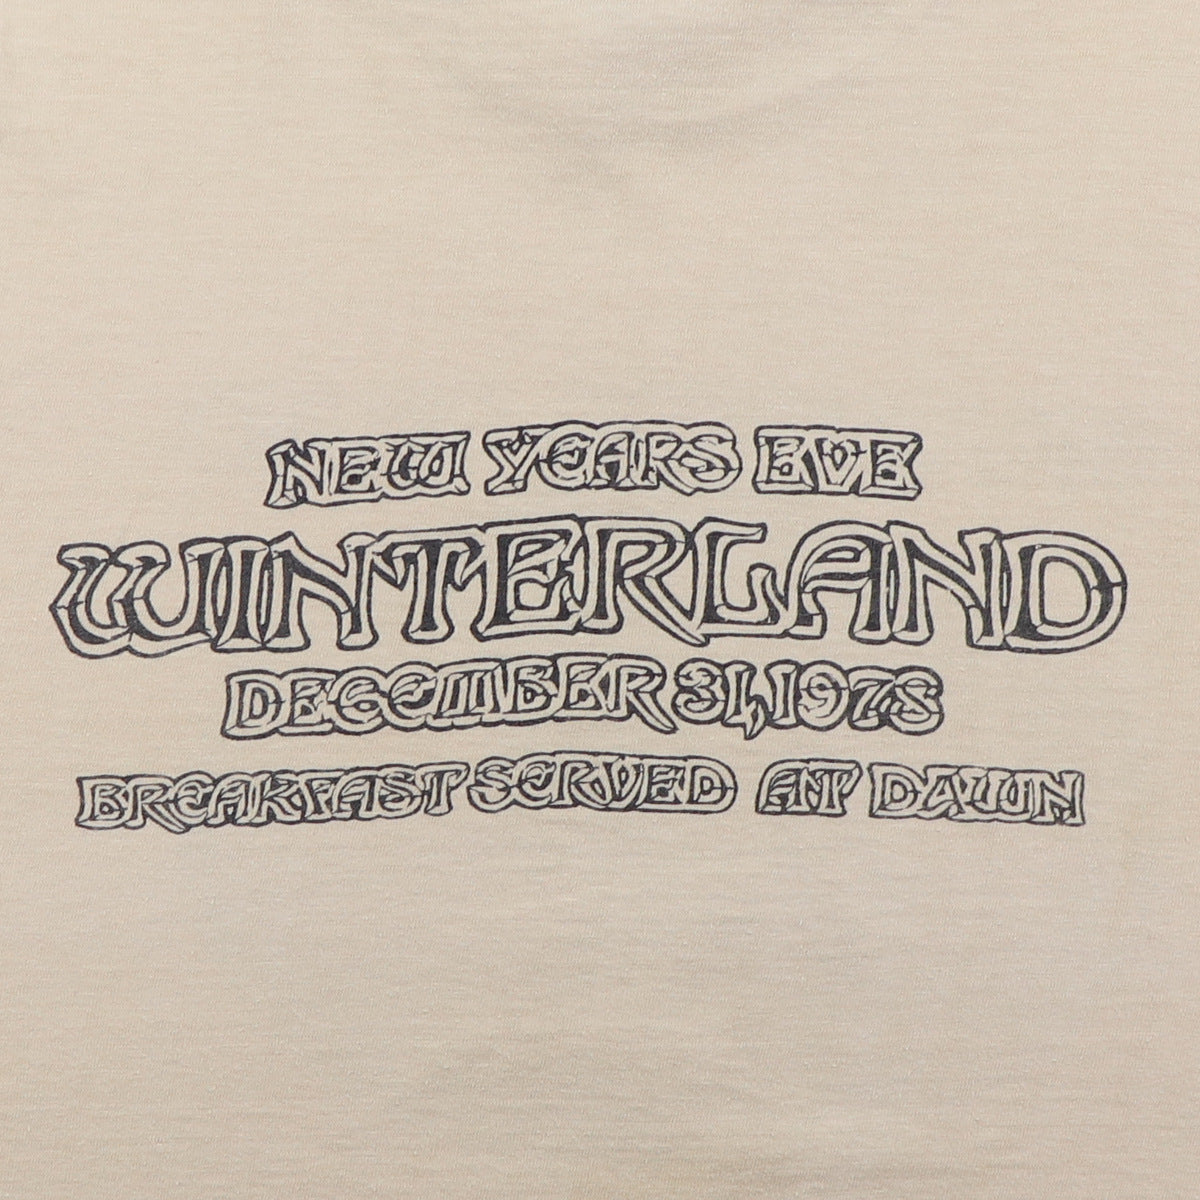 NEW YEARS EVE
WINTERLAND
DECEMBER 31, 1978
BREAKFAST SERVED AT DAWN